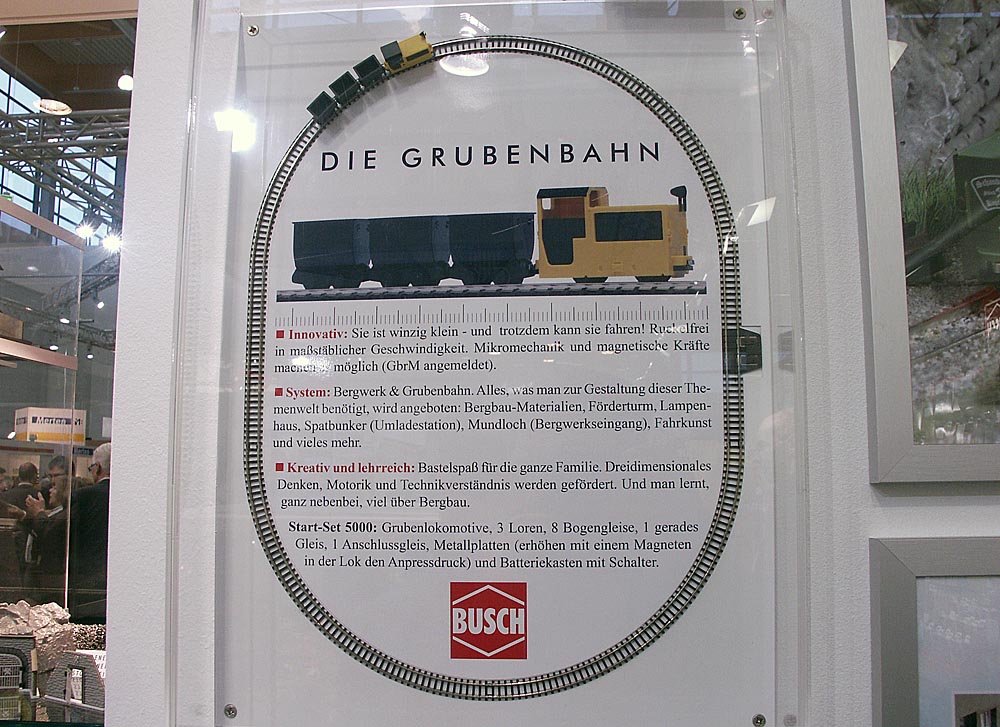 DIE GRUBENBAHN
■ Innovativ: Sie ist winzig klein - und trotzdem kann sie fahren! Ruckelfrei
in maßstäblicher Geschwindigkeit. Mikromechanik und magnetische Kräfte
machen möglich (GbrM angemeldet).
■ System: Bergwerk & Grubenbahn. Alles, was man zur Gestaltung dieser The-
menwelt benötigt, wird angeboten: Bergbau-Materialien, Förderturm, Lampen-
haus, Spatbunker (Umladestation), Mundloch (Bergwerkseingang), Fahrkunst
und vieles mehr.
■ Kreativ und lehrreich: Bastelspaß für die ganze Familie. Dreidimensionales
Denken, Motorik und Technikverständnis werden gefördert. Und man lernt,
ganz nebenbei, viel über Bergbau.
Start-Set 5000: Grubenlokomotive, 3 Loren, 8 Bogengleise, 1 gerades
Gleis, 1 Anschlussgleis, Metallplatten (erhöhen mit einem Magneten
in der Lok den Anpressdruck) und Batteriekasten mit Schalter.
BUSCH
Merten